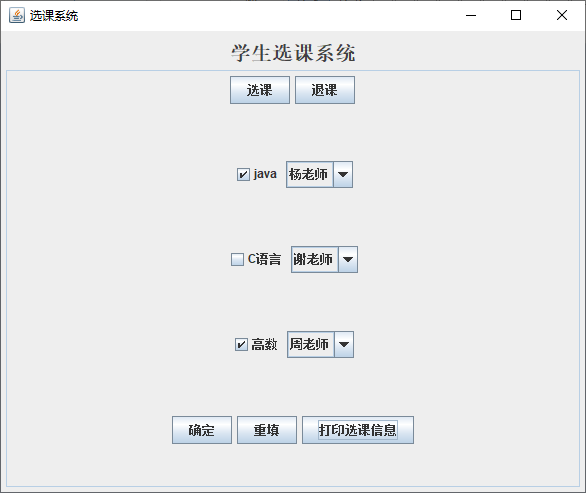 选课系统
学生选课系统
选课 退课
java 杨老师
C语言 谢老师
高数 周老师
确定 重填 打印选课信息